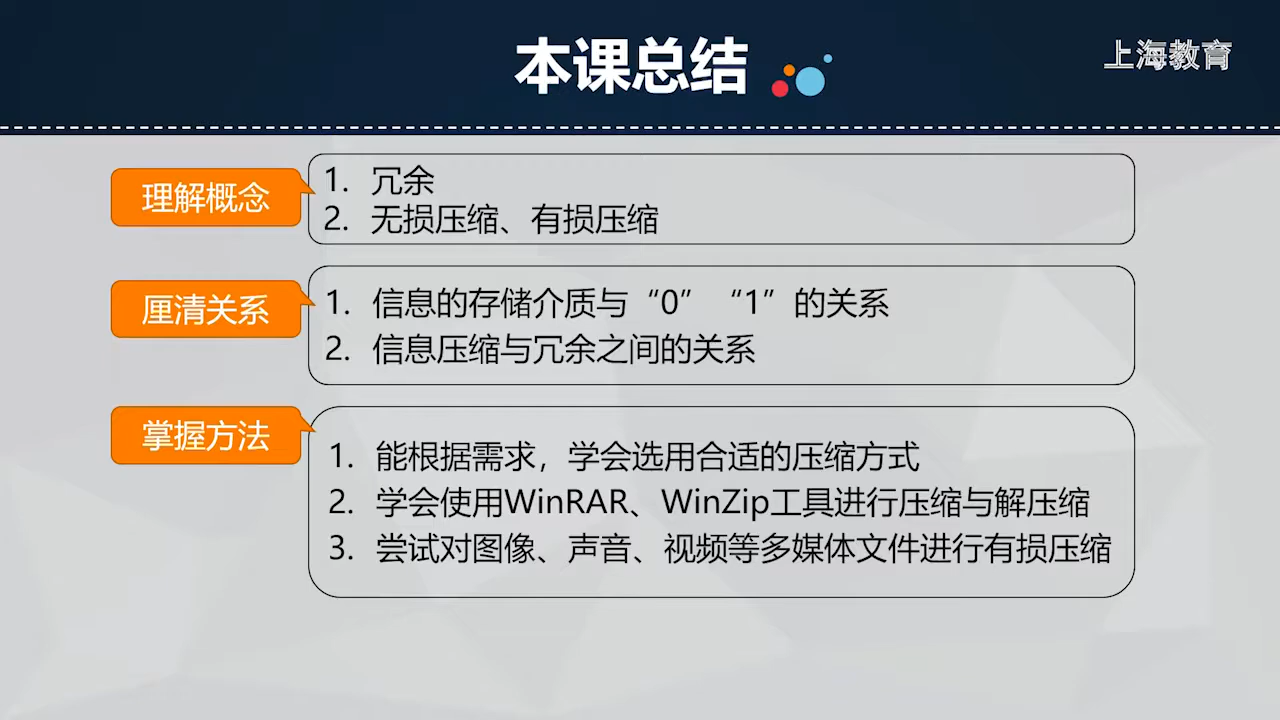 本课总结
上海教育
理解概念
1. 冗余
2. 无损压缩、有损压缩
厘清关系
1. 信息的存储介质与“0”“1”的关系
2. 信息压缩与冗余之间的关系
掌握方法
1. 能根据需求，学会选用合适的压缩方式
2. 学会使用WinRAR、WinZip工具进行压缩与解压缩
3. 尝试对图像、声音、视频等多媒体文件进行有损压缩